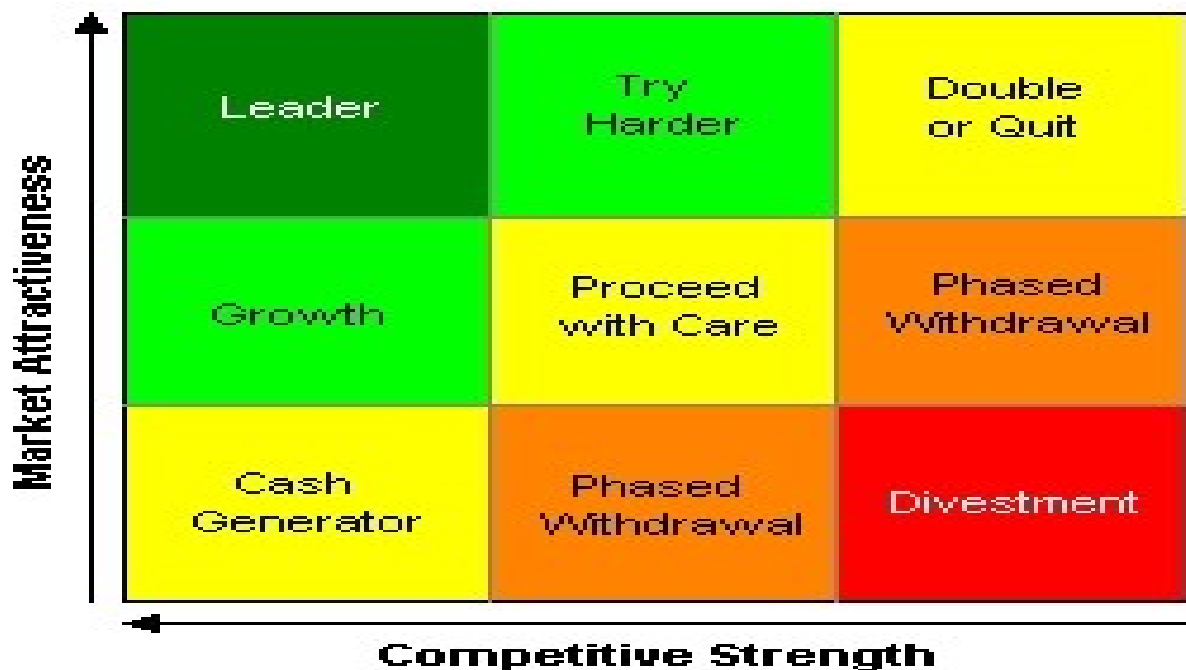 Market Attractiveness
Leader
Try
Harder
Double
or Quit
Growth
Proceed
with Care
Phased
Withdrawal
Cash
Generator
Phased
Withdrawal
Divestment
Competitive Strength